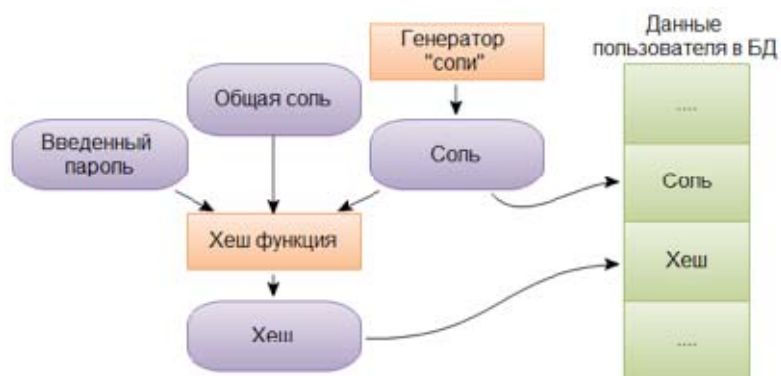 Данные
пользователя в БД
Генератор
"соли"
Общая соль
Введенный
пароль
Соль
....
Соль
Хеш функция
Хеш
Хеш
....